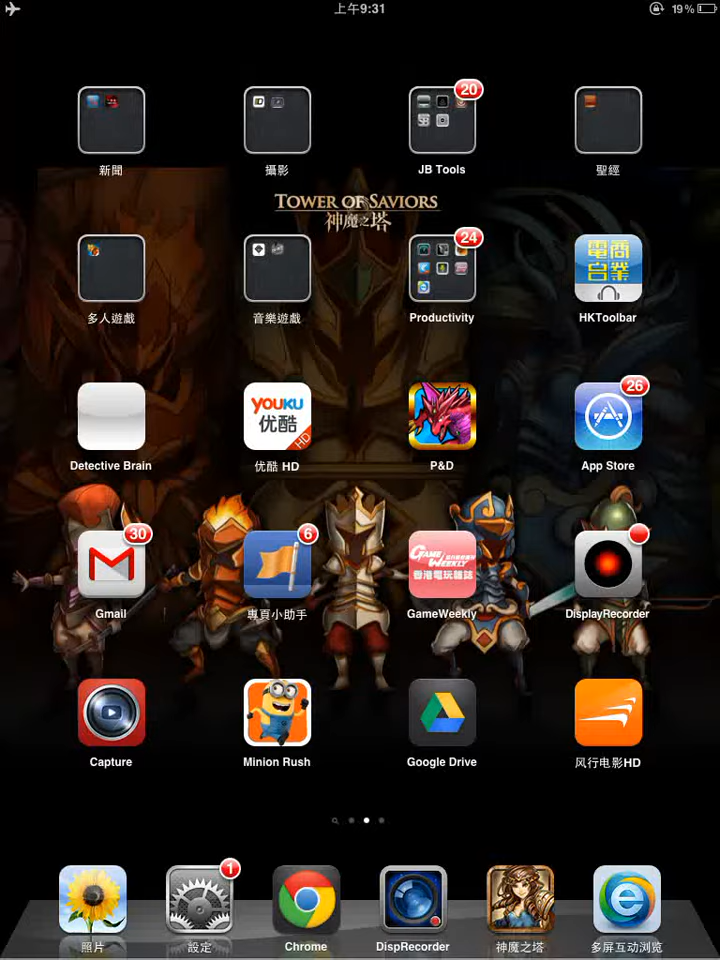 上午9:31
19%
20
新聞
攝影
JB Tools
聖經
TOWER OF SAVIORS
神魔之塔
24
電商
台業
多人遊戲
音樂遊戲
Productivity
HKToolbar
YOUKU
优酷
HD
26
Detective Brain
优酷 HD
P&D
App Store
30
6
GAME
WEEKLY
香港電玩雜誌
Gmail
專頁小助手
GameWeekly
DisplayRecorder
Capture
Minion Rush
Google Drive
风行电影HD
1
照片
設定
Chrome
DispRecorder
神魔之塔
多屏互动浏览